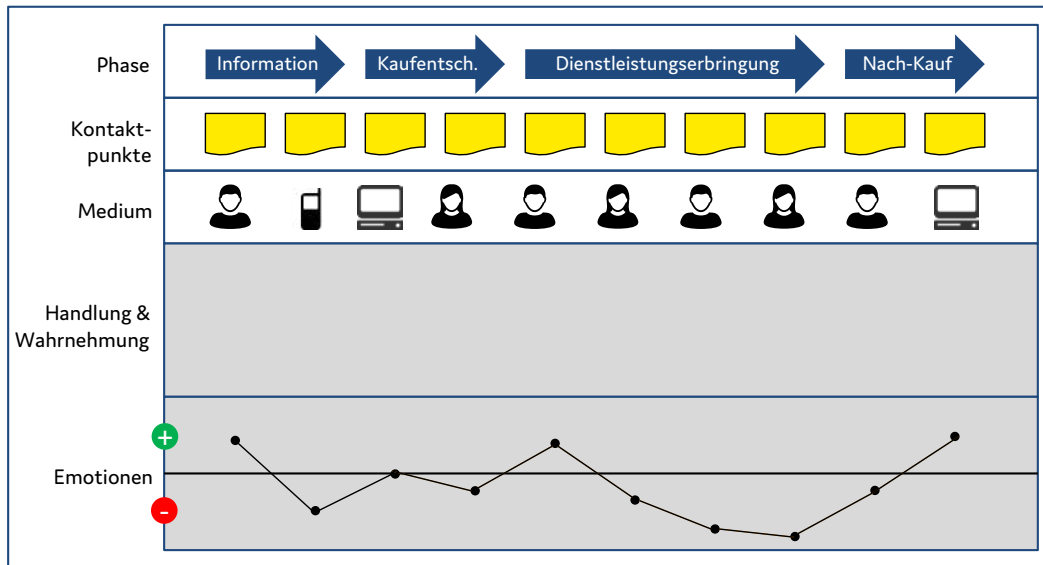 Phase
Information
Kaufentsch.
Dienstleistungserbringung
Nach-Kauf
Kontakt-
punkte
Medium
Handlung &
Wahrnehmung
+
Emotionen
-